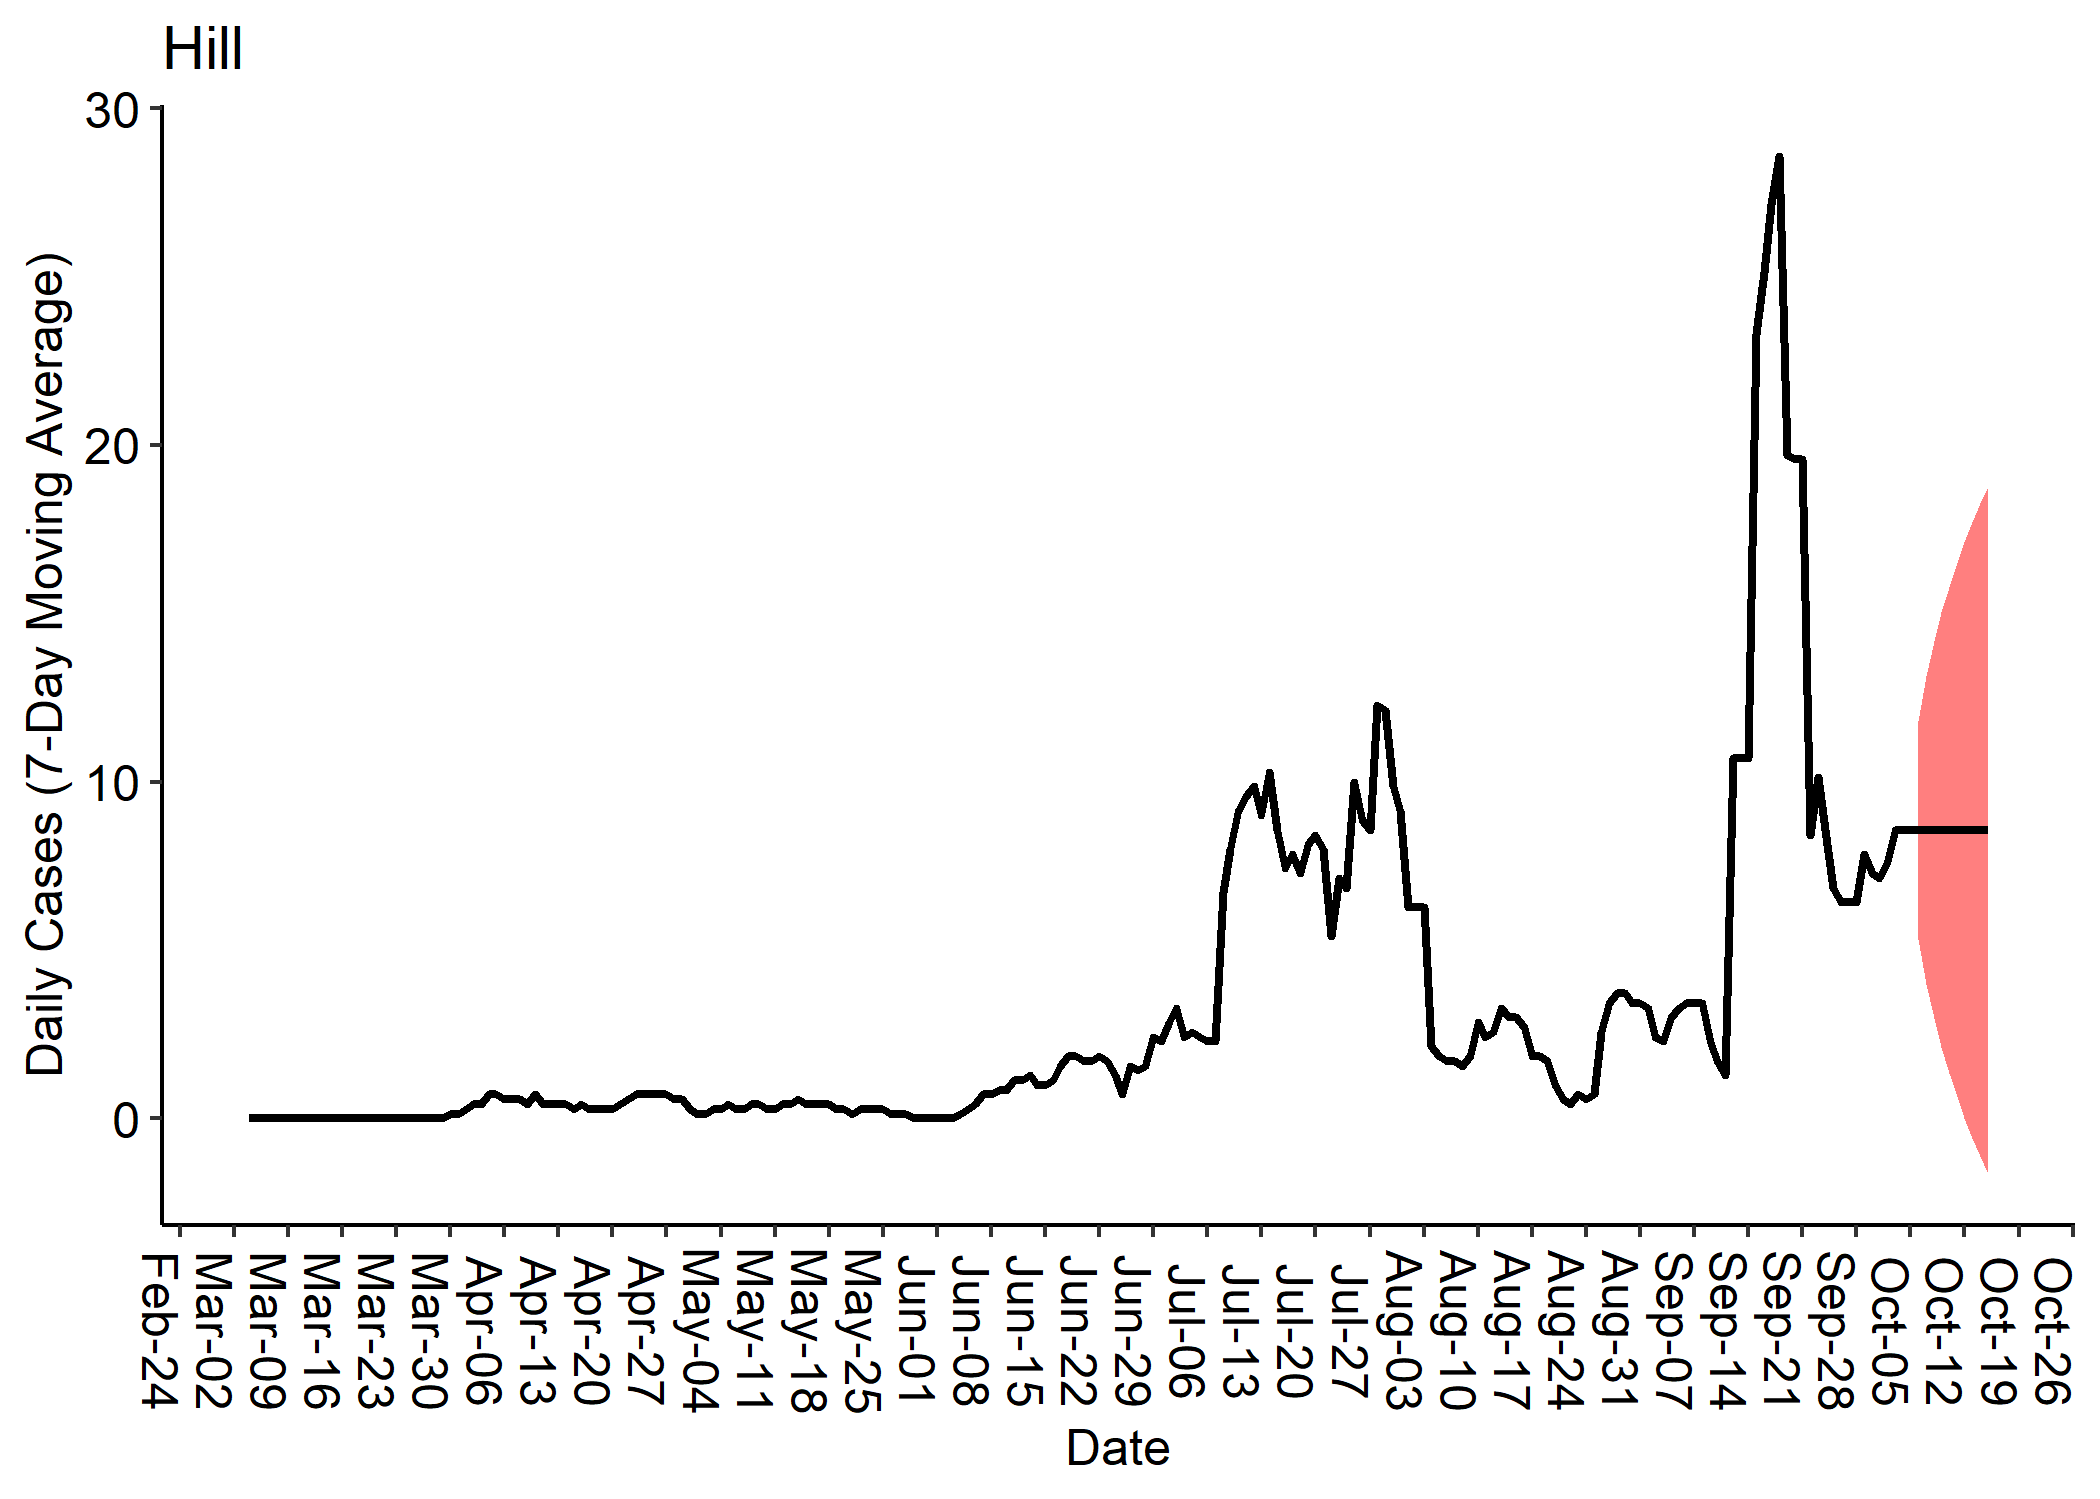 Hill
30
20
10
0
Daily Cases (7-Day Moving Average)
Feb-24
Mar-02
Mar-09
Mar-16
Mar-23
Mar-30
Apr-06
Apr-13
Apr-20
Apr-27
May-04
May-11
May-18
May-25
Jun-01
Jun-08
Jun-15
Jun-22
Jun-29
Jul-06
Jul-13
Jul-20
Jul-27
Aug-03
Aug-10
Aug-17
Aug-24
Aug-31
Sep-07
Sep-14
Sep-21
Sep-28
Oct-05
Oct-12
Oct-19
Oct-26
Date